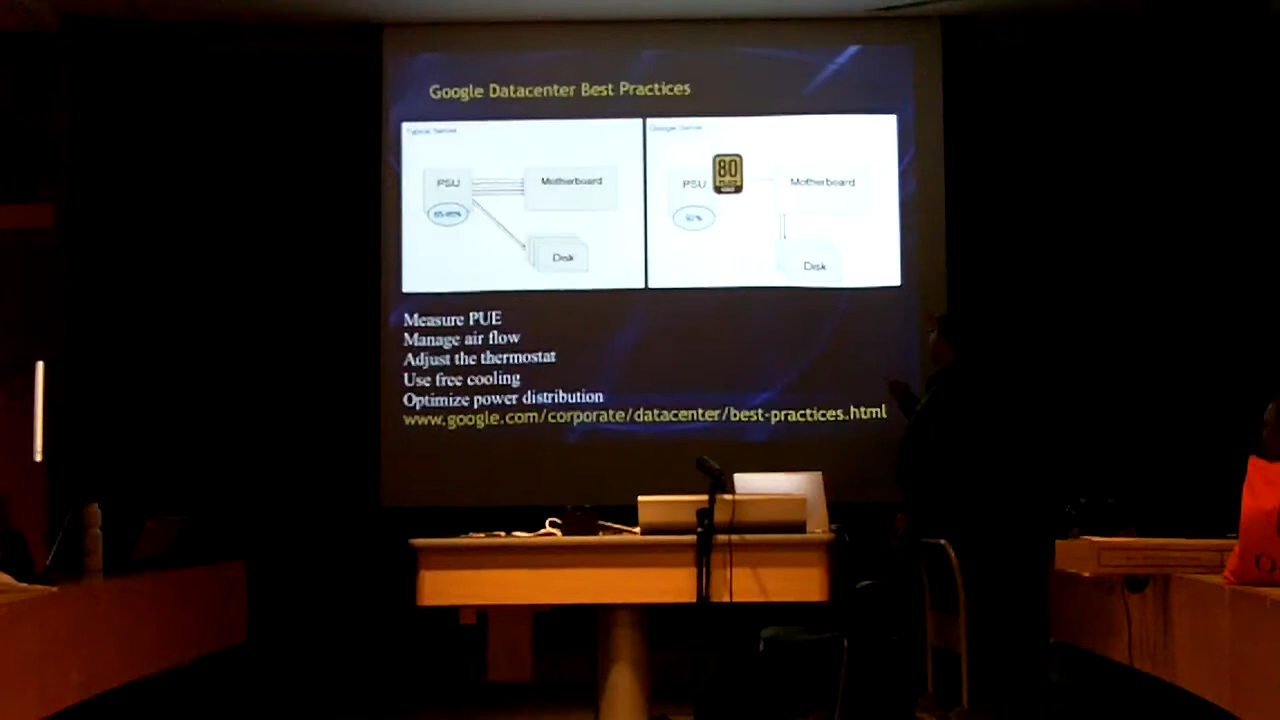 Google Datacenter Best Practices
Typical Server
Google Server
PSU
Motherboard
Disk
PSU
80
Motherboard
Disk
Measure PUE
Manage air flow
Adjust the thermostat
Use free cooling
Optimize power distribution
www.google.com/corporate/datacenter/best-practices.html